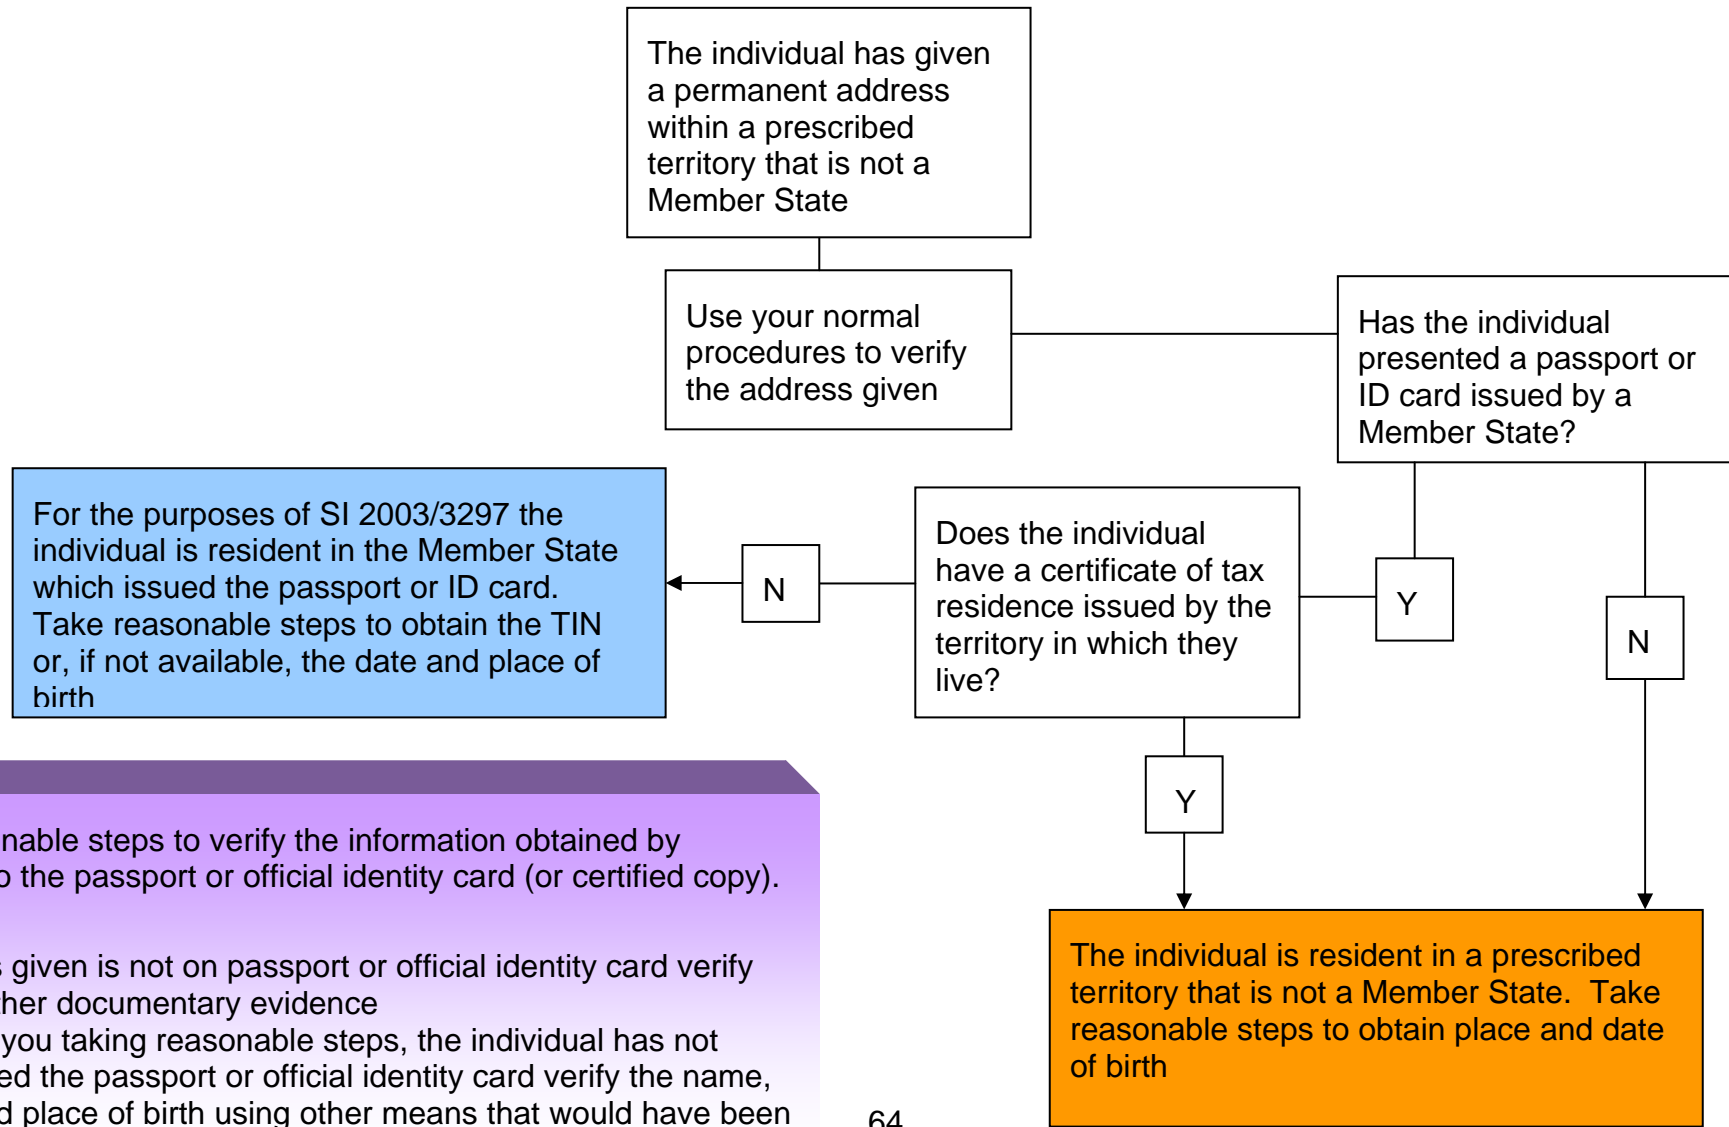 The individual has given
a permanent address
within a prescribed
territory that is not a
Member State
Use your normal
procedures to verify
the address given
Has the individual
presented a passport or
ID card issued by a
Member State?
For the purposes of SI 2003/3297 the
individual is resident in the Member State
which issued the passport or ID card.
Take reasonable steps to obtain the TIN
or, if not available, the date and place of
birth
N
Does the individual
have a certificate of tax
residence issued by the
territory in which they
live?
Y
N
Y
nable steps to verify the information obtained by
o the passport or official identity card (or certified copy).
s given is not on passport or official identity card verify
ther documentary evidence
you taking reasonable steps, the individual has not
ed the passport or official identity card verify the name,
d place of birth using other means that would have been
The individual is resident in a prescribed
territory that is not a Member State.  Take
reasonable steps to obtain place and date
of birth
64